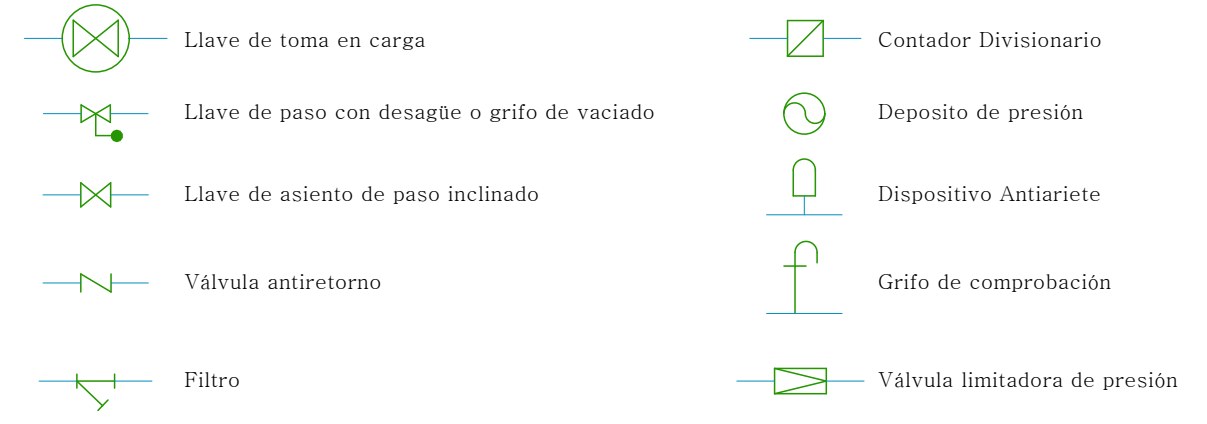 Llave de toma en carga
Llave de paso con desagüe o grifo de vaciado
Llave de asiento de paso inclinado
Válvula antiretorno
Filtro
Contador Divisionario
Deposito de presión
Dispositivo Antiariete
Grifo de comprobación
Válvula limitadora de presión